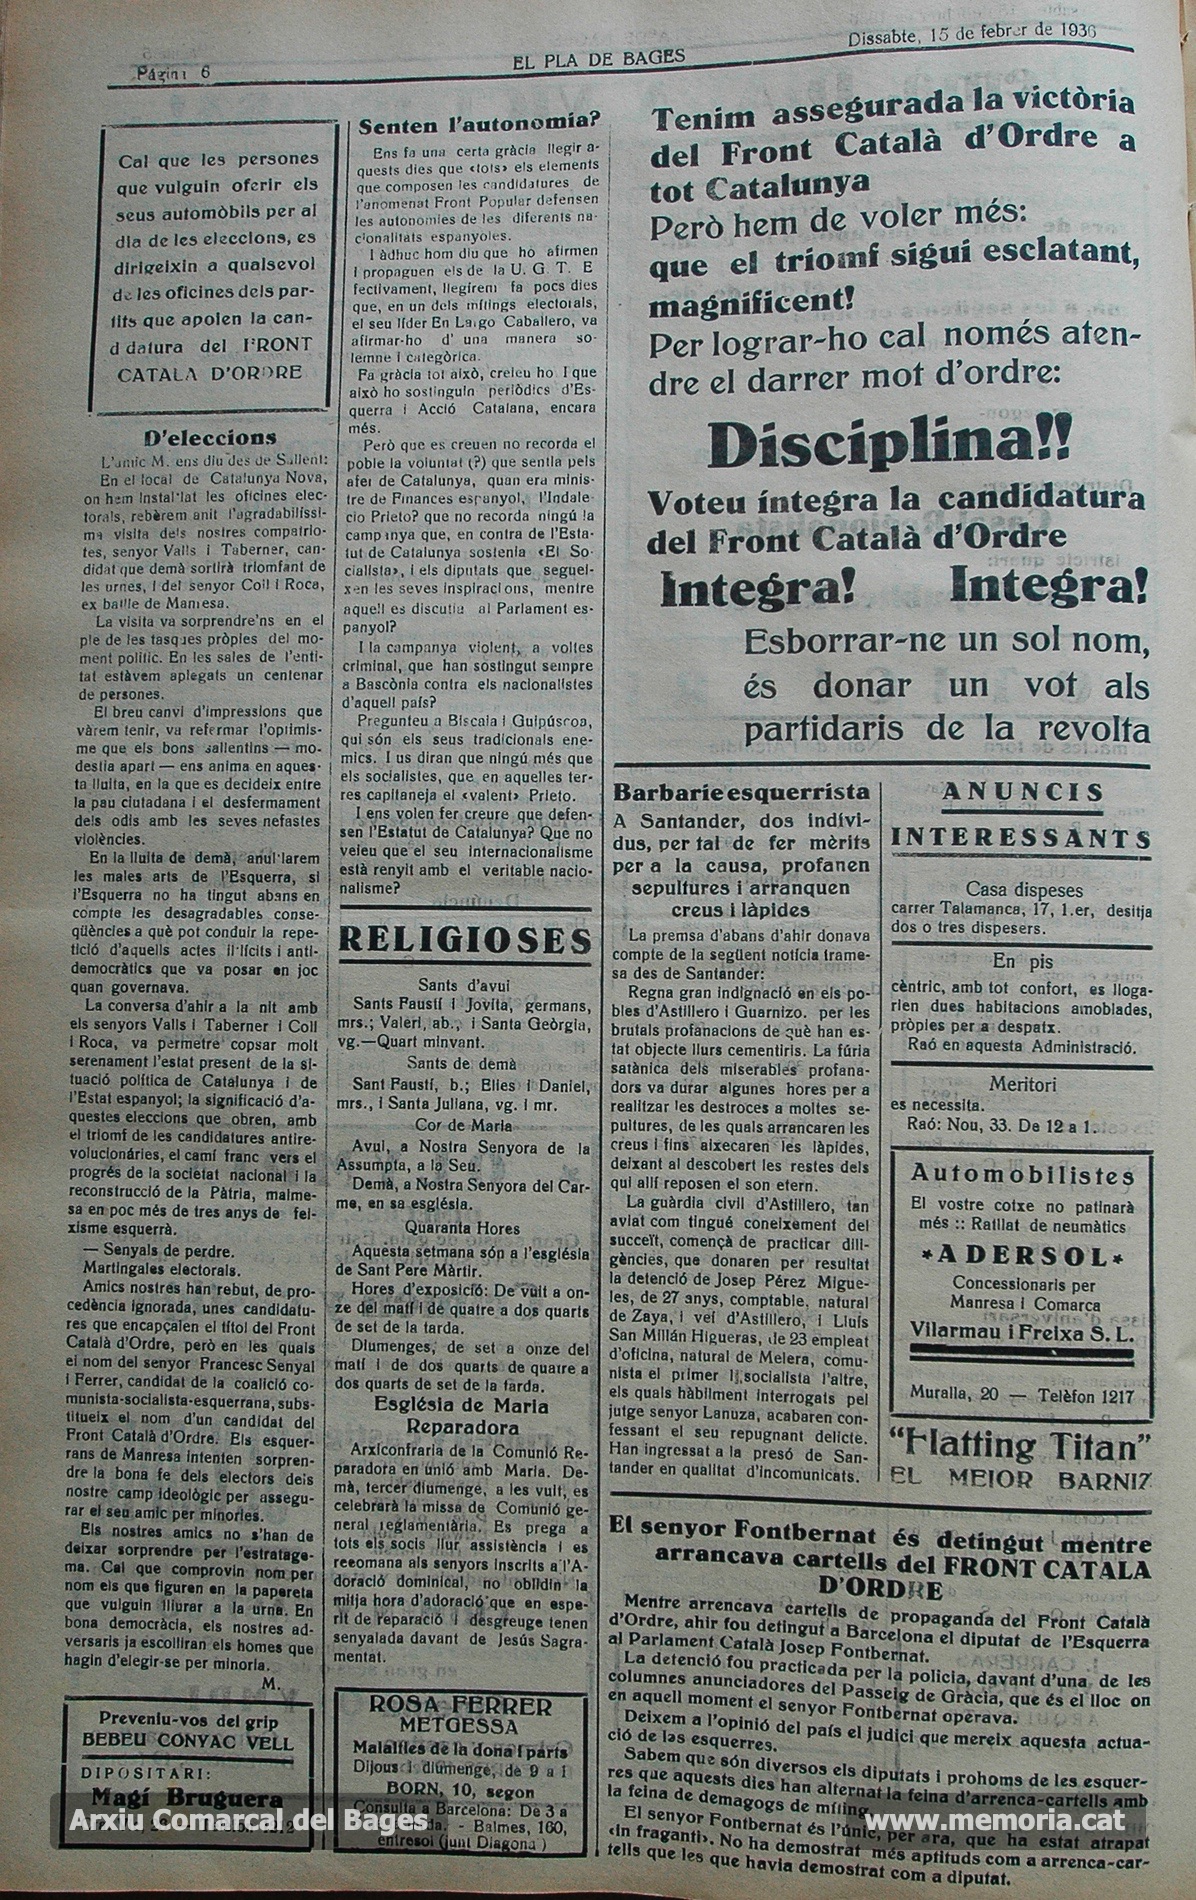 Pàgina 6
EL PLA DE BAGES
Dissabte, 15 de febrer de 1936
Cal que les persones
que vulguin oferir els
seus automòbils per al
dia de les eleccions, es
dirigeixin a qualsevol
de les oficines dels par-
tits que apoien la can-
d datura del FRONT
CATALÀ D'ORDRE
D'eleccions
L'amic M. ens diu des de Sallent:
En el local de Catalunya Nova,
on hem instal·lat les oficines elec-
torals, rebèrem anit l'agradabilíssi-
ma visita dels nostres compatrio-
tes, senyor Valls i Taberner, can-
didat que demà sortirà triomfant de
les urnes, i del senyor Coll i Roca,
ex batlle de Manresa.
La visita va sorprendre'ns en el
ple de les tasques pròpies del mo-
ment polític. En les sales de l'enti-
tat estàvem aplegats un centenar
de persones.
El breu canvi d'impressions que
vàrem tenir, va refermar l'optimis-
me que els bons sallentins — mo-
destia apart — ens anima en aques-
ta lluita, en la que es decideix entre
la pau ciutadana i el desfermament
dels odis amb les seves nefastes
violències.
En la lluita de demà, anul·larem
les males arts de l'Esquerra, si
l'Esquerra no ha tingut abans en
compte les desagradables conse-
qüències a què pot conduir la repe-
tició d'aquells actes il·lícits i anti-
democràtics que va posar en joc
quan governava.
La conversa d'ahir a la nit amb
els senyors Valls i Taberner i Coll
i Roca, va permetre copsar molt
serenament l'estat present de la si-
tuació política de Catalunya i de
l'Estat espanyol; la significació d'a-
questes eleccions que obren, amb
el triomf de les candidatures antire-
volucionáries, el camí franc vers el
progrés de la societat nacional i la
reconstrucció de la Pàtria, malme-
sa en poc més de tres anys de fei-
xisme esquerrà.
— Senyals de perdre.
Martingales electorals.
Amics nostres han rebut, de pro-
cedència ignorada, unes candidatu-
res que encapçalen el títol del Front
Català d'Ordre, però en les quals
el nom del senyor Francesc Senyal
i Ferrer, candidat de la coalició co-
munista-socialista-esquerrana, subs-
titueix el nom d'un candidat del
Front Català d'Ordre. Els esquer-
rans de Manresa intenten sorpren-
dre la bona fe dels electors dels
nostre camp ideològic per assegu-
rar el seu amic per minories.
Els nostres amics no s'han de
deixar sorprendre per l'estratage-
ma. Cal que comprovin nom per
nom els que figuren en la papereta
que vulguin lliurar a la urna. En
bona democràcia, els nostres ad-
versaris ja escolliran els homes que
hagin d'elegir-se per minoria.
M.
Preveniu-vos del grip
BEBEU CONYAC VELL
DIPOSITARI:
Magí Bruguera
Senten l'autonomia?
Ens fa una certa gràcia llegir a-
quests dies que «tots» els elements
que composen les candidatures de
l'anomenat Front Popular defensen
les autonomies de les diferents na-
cionalitats espanyoles.
I àdhuc hom diu que ho afirmen
i propaguen els de la U. G. T. E
fectivament, llegírem fa pocs dies
que, en un dels mítings electorals,
el seu líder En Largo Caballero, va
afirmar-ho d' una manera so-
lemne i categòrica.
Fa gràcia tot això, creieu ho I que
això ho sostinguin periòdics d'Es-
querra i Acció Catalana, encara
més.
Però que es creuen no recorda el
poble la voluntat (?) que sentia pels
afer de Catalunya, quan era minis-
tre de Finances espanyol, l'Indale-
cio Prieto? que no recorda ningú la
campanya que, en contra de l'Esta-
tut de Catalunya sostenia «El So-
cialista», i els diputats que seguei-
xen les seves inspiracions, mentre
aquell es discutia al Parlament es-
panyol?
I la campanya violent, a voltes
criminal, que han sostingut sempre
a Bascònia contra els nacionalistes
d'aquell país?
Pregunteu a Biscaia i Guipúscoa,
qui són els seus tradicionals ene-
mics. I us diran que ningú més que
els socialistes, que en aquelles ter-
res capitaneja el «valent» Prieto.
I ens volen fer creure que defen-
sen l'Estatut de Catalunya? Que no
veieu que el seu internacionalisme
està renyit amb el veritable nacio-
nalisme?
RELIGIOSES
Sants d'avui
Sants Faustí i Jovita, germans,
mrs.; Valeri, ab., i Santa Geòrgia,
vg.—Quart minvant.
Sants de demà
Sant Faustí, b.; Elies i Daniel,
mrs., i Santa Juliana, vg. i mr.
Cor de Maria
Avui, a Nostra Senyora de la
Assumpta, a la Seu.
Demà, a Nostra Senyora del Car-
me, en sa església.
Quaranta Hores
Aquesta setmana són a l'església
de Sant Pere Màrtir.
Hores d'exposició: De vuit a on-
ze del matí i de quatre a dos quarts
de set de la tarda.
Diumenges, de set a onze del
matí i de dos quarts de quatre a
dos quarts de set de la tarda.
Església de Maria
Reparadora
Arxiconfraria de la Comunió Re-
paradora en unió amb Maria. De-
mà, tercer diumenge, a les vuit, es
celebrarà la missa de Comunió ge-
neral reglamentària. Es prega a
tots els socis llur assistència i es
recomana als senyors inscrits a l'A-
doració dominical, no oblidin la
mitja hora d'adoració que en espe-
rit de reparació i desgreuge tenen
senyalada davant de Jesús Sagra-
mentat.
ROSA FERRER
METGESSA
Malalties de la dona i parts
Dijous i diumenge, de 9 a 1
BORN, 10, segon
Consulta a Barcelona: De 3 a
- Balmes, 160,
entresol (junt Diagonal)
Tenim assegurada la victòria
del Front Català d'Ordre a
tot Catalunya
Però hem de voler més:
que el triomf sigui esclatant,
magnificent!
Per lograr-ho cal només aten-
dre el darrer mot d'ordre:
Disciplina!!
Voteu íntegra la candidatura
del Front Català d'Ordre
Integra! Integra!
Esborrar-ne un sol nom,
és donar un vot als
partidaris de la revolta
Barbarie esquerrista
A Santander, dos indivi-
dus, per tal de fer mèrits
per a la causa, profanen
sepultures i arranquen
creus i làpides
La premsa d'abans d'ahir donava
compte de la següent notícia trame-
sa des de Santander:
Regna gran indignació en els po-
bles d'Astillero i Guarnizo. per les
brutals profanacions de què han es-
tat objecte llurs cementiris. La fúria
satànica dels miserables profana-
dors va durar algunes hores per a
realitzar les destroces a moltes se-
pultures, de les quals arrancaren les
creus i fins aixecaren les làpides,
deixant al descobert les restes dels
qui allí reposen el son etern.
La guàrdia civil d'Astillero, tan
aviat com tingué coneixement del
succeït, començà de practicar dili-
gències, que donaren per resultat
la detenció de Josep Pérez Migue-
les, de 27 anys, comptable, natural
de Zaya, i veí d'Astillero, i Lluís
San Millán Higueras, de 23 empleat
d'oficina, natural de Melera, comu-
nista el primer i socialista l'altre,
els quals hàbilment interrogats pel
jutge senyor Lanuza, acabaren con-
fessant el seu repugnant delicte.
Han ingressat a la presó de San-
tander en qualitat d'incomunicats.
ANUNCIS
INTERESSANTS
Casa dispeses
carrer Talamanca, 17, 1.er, desitja
dos o tres dispesers.
En pis
cèntric, amb tot confort, es lloga-
rien dues habitacions amoblades,
pròpies per a despatx.
Raó en aquesta Administració.
Meritori
es necessita.
Raó: Nou, 33. De 12 a 1.
Automobilistes
El vostre cotxe no patinarà
més :: Ratllat de neumàtics
*ADERSOL*
Concessionaris per
Manresa i Comarca
Vilarmau i Freixa S. L.
Muralla, 20 — Telèfon 1217
"Flatting Titan"
EL MEIOR BARNIZ
El senyor Fontbernat és detingut mentre
arrancava cartells del FRONT CATALA
D'ORDRE
Mentre arrencava cartells de propaganda del Front Català
d'Ordre, ahir fou detingut a Barcelona el diputat de l'Esquerra
al Parlament Català Josep Fontbernat.
La detenció fou practicada per la policia, davant d'una de les
columnes anunciadores del Passeig de Gràcia, que és el lloc on
en aquell moment el senyor Fontbernat operava.
Deixem a l'opinió del país el judici que mereix aquesta actua-
ció de las esquerres.
Sabem que són diversos els diputats i prohoms de les esquer-
res que aquests dies han alternat la feina d'arrenca-cartells amb
la feina de demagogs de míting.
El senyor Fontbernat és l'únic, per ara, que ha estat atrapat
«in fraganti». No ha demostrat més aptituds com a arrenca-car-
tells que les que havia demostrat com a diputat.
Arxiu Comarcal del Bages
www.memoria.cat